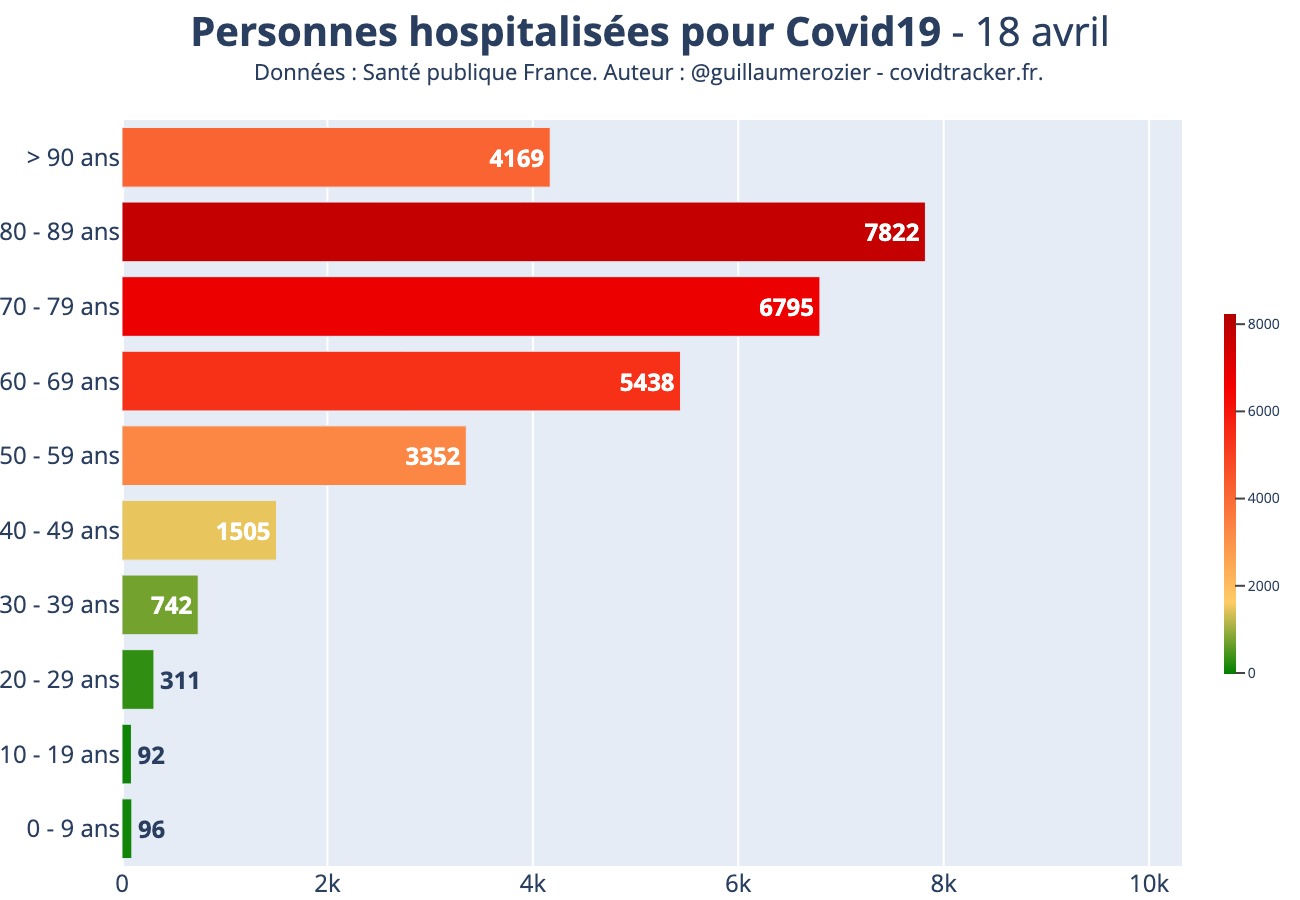 Personnes hospitalisées pour Covid19 - 18 avril
Données : Santé publique France. Auteur : @guillaumerozier - covidtracker.fr.
> 90 ans 4169
80 - 89 ans 7822
70 - 79 ans 6795
60 - 69 ans 5438
50 - 59 ans 3352
40 - 49 ans 1505
30 - 39 ans 742
20 - 29 ans 311
10 - 19 ans 92
0 - 9 ans 96
0 2k 4k 6k 8k 10k
8000
6000
4000
2000
0